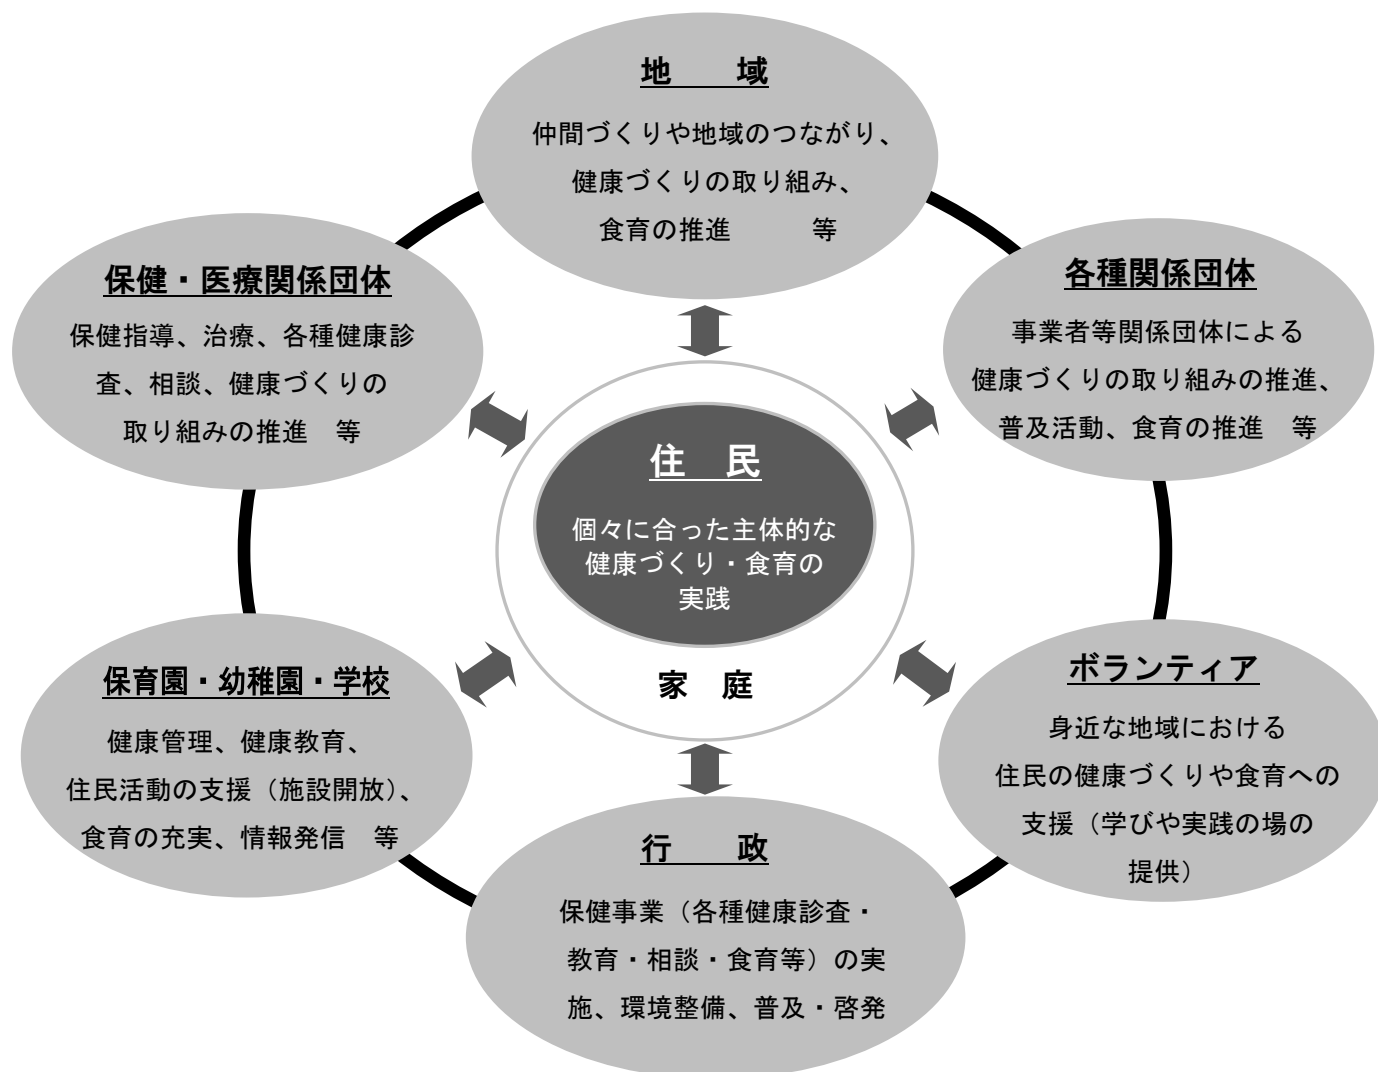 地　　域
仲間づくりや地域のつながり、
健康づくりの取り組み、
食育の推進　　　等
保健・医療関係団体
保健指導、治療、各種健康診
査、相談、健康づくりの
取り組みの推進　等
各種関係団体
事業者等関係団体による
健康づくりの取り組みの推進、
普及活動、食育の推進　等
住　民
個々に合った主体的な
健康づくり・食育の
実践
家　庭
保育園・幼稚園・学校
健康管理、健康教育、
住民活動の支援（施設開放）、
食育の充実、情報発信　等
ボランティア
身近な地域における
住民の健康づくりや食育への
支援（学びや実践の場の
提供）
行　　政
保健事業（各種健康診査・
教育・相談・食育等）の実
施、環境整備、普及・啓発